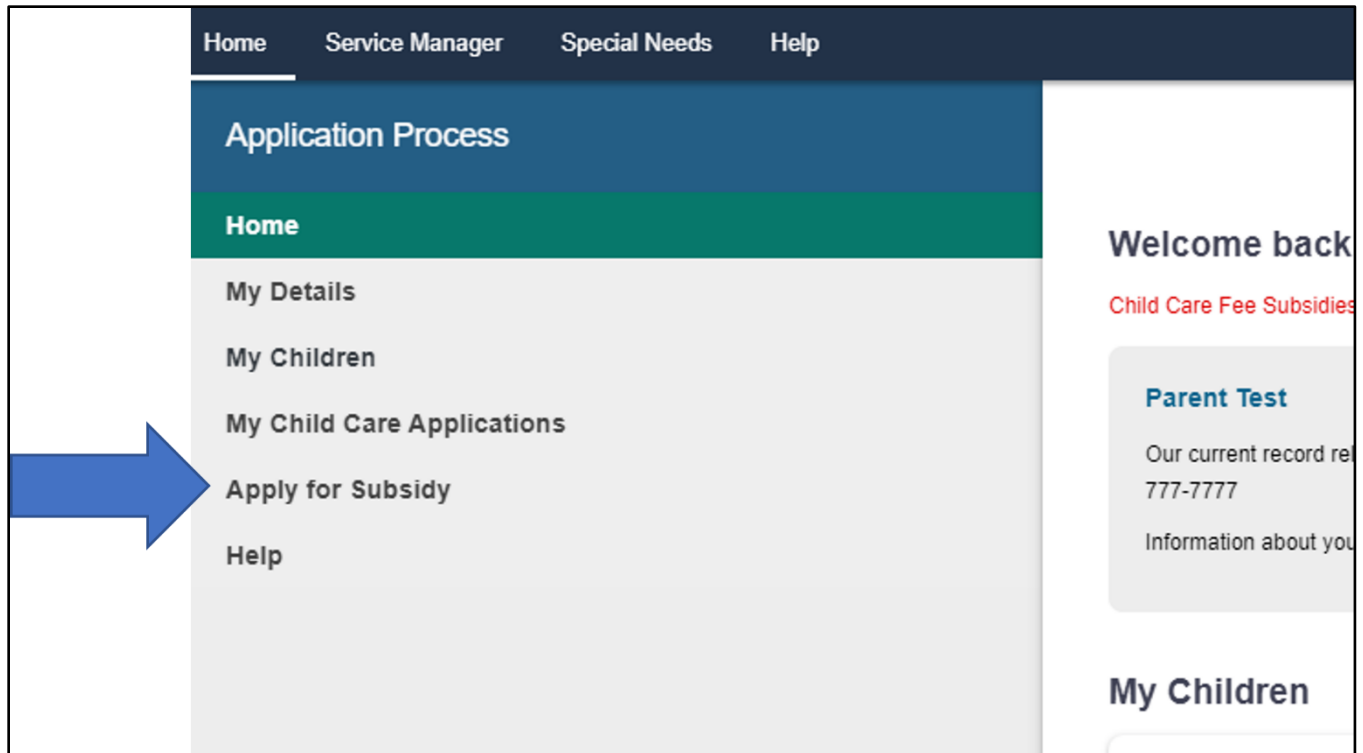 Home Service Manager Special Needs Help
Application Process
Home
My Details
My Children
My Child Care Applications
Apply for Subsidy
Help
Welcome back
Child Care Fee Subsidies
Parent Test
Our current record rel
777-7777
Information about you
My Children